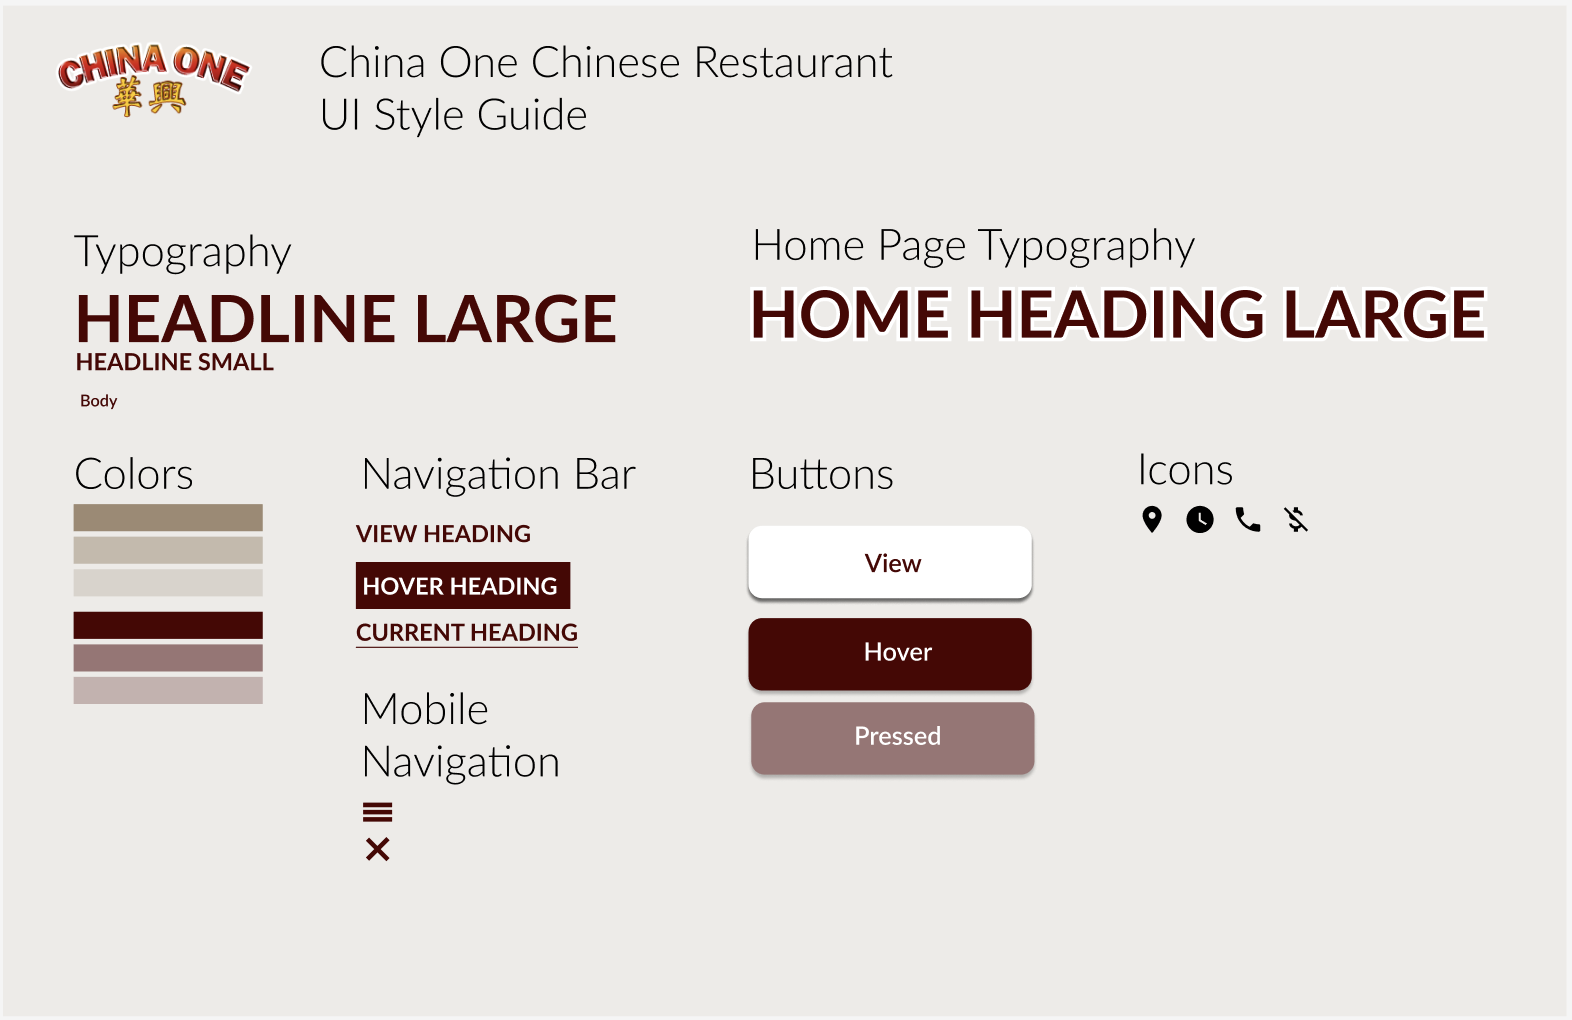 CHINA ONE
華興
China One Chinese Restaurant
UI Style Guide
Typography
HEADLINE LARGE
HEADLINE SMALL
Body
Home Page Typography
HOME HEADING LARGE
Colors
Navigation Bar
VIEW HEADING
HOVER HEADING
CURRENT HEADING
Mobile
Navigation
Buttons
View
Hover
Pressed
Icons